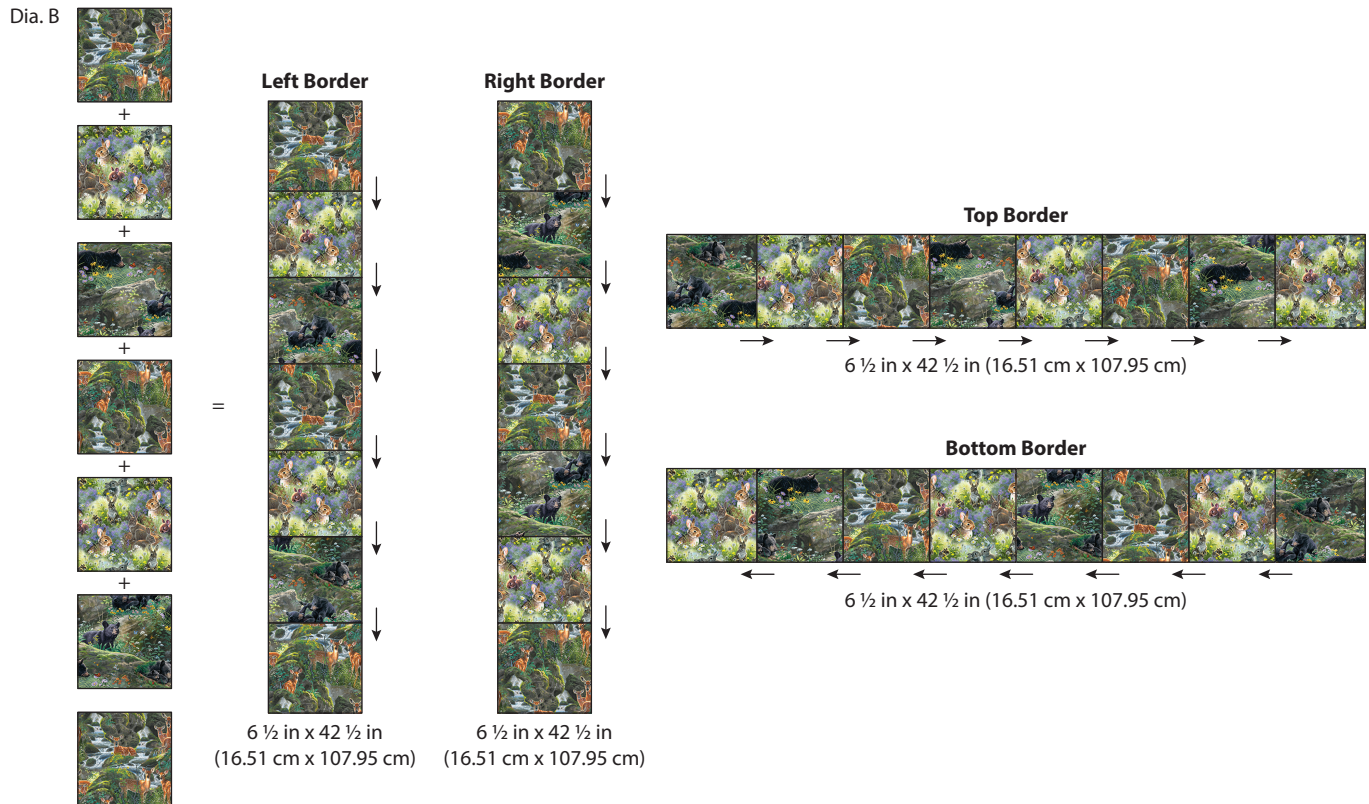 Dia. B
+
+
+
+
+
=
Left Border
6 ½ in x 42 ½ in
(16.51 cm x 107.95 cm)
Right Border
6 ½ in x 42 ½ in
(16.51 cm x 107.95 cm)
Top Border
6 ½ in x 42 ½ in (16.51 cm x 107.95 cm)
Bottom Border
6 ½ in x 42 ½ in (16.51 cm x 107.95 cm)